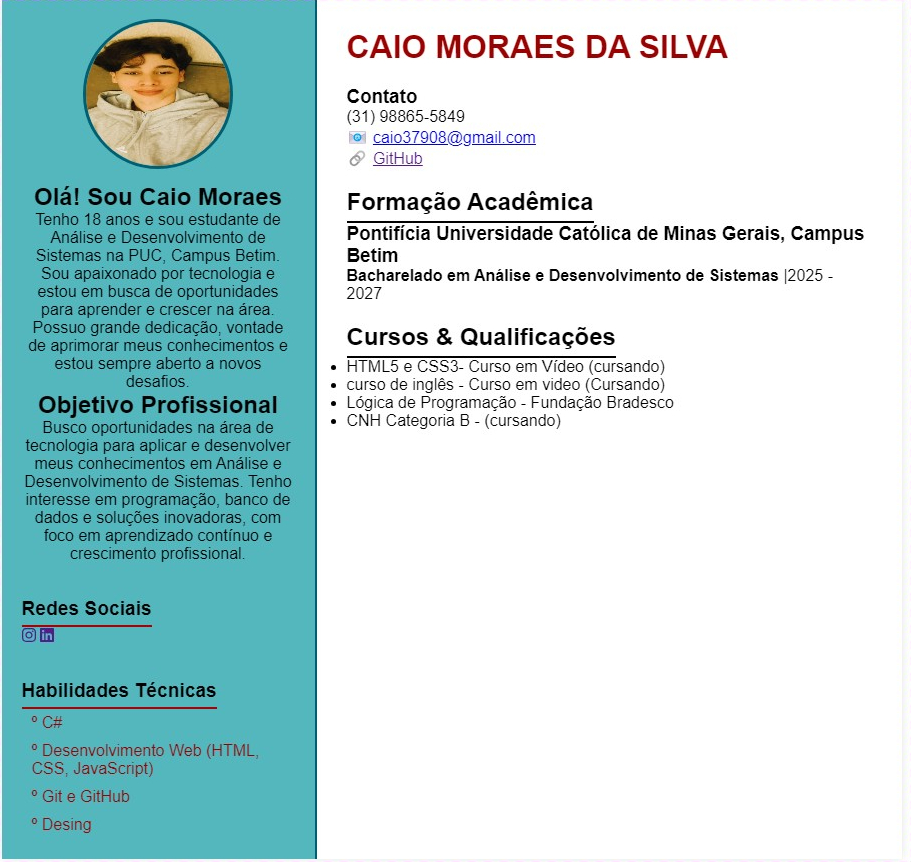 Olá! Sou Caio Moraes
Tenho 18 anos e sou estudante de
Análise e Desenvolvimento de
Sistemas na PUC, Campus Betim.
Sou apaixonado por tecnologia e
estou em busca de oportunidades
para aprender e crescer na área.
Possuo grande dedicação, vontade
de aprimorar meus conhecimentos e
estou sempre aberto a novos
desafios.
Objetivo Profissional
Busco oportunidades na área de
tecnologia para aplicar e desenvolver
meus conhecimentos em Análise e
Desenvolvimento de Sistemas. Tenho
interesse em programação, banco de
dados e soluções inovadoras, com
foco em aprendizado contínuo e
crescimento profissional.
Redes Sociais
Habilidades Técnicas
º C#
º Desenvolvimento Web (HTML,
CSS, JavaScript)
º Git e GitHub
º Desing
CAIO MORAES DA SILVA
Contato
(31) 98865-5849
caio37908@gmail.com
GitHub
Formação Acadêmica
Pontifícia Universidade Católica de Minas Gerais, Campus
Betim
Bacharelado em Análise e Desenvolvimento de Sistemas |2025 -
2027
Cursos & Qualificações
• HTML5 e CSS3- Curso em Vídeo (cursando)
• curso de inglês - Curso em video (Cursando)
• Lógica de Programação - Fundação Bradesco
• CNH Categoria B - (cursando)